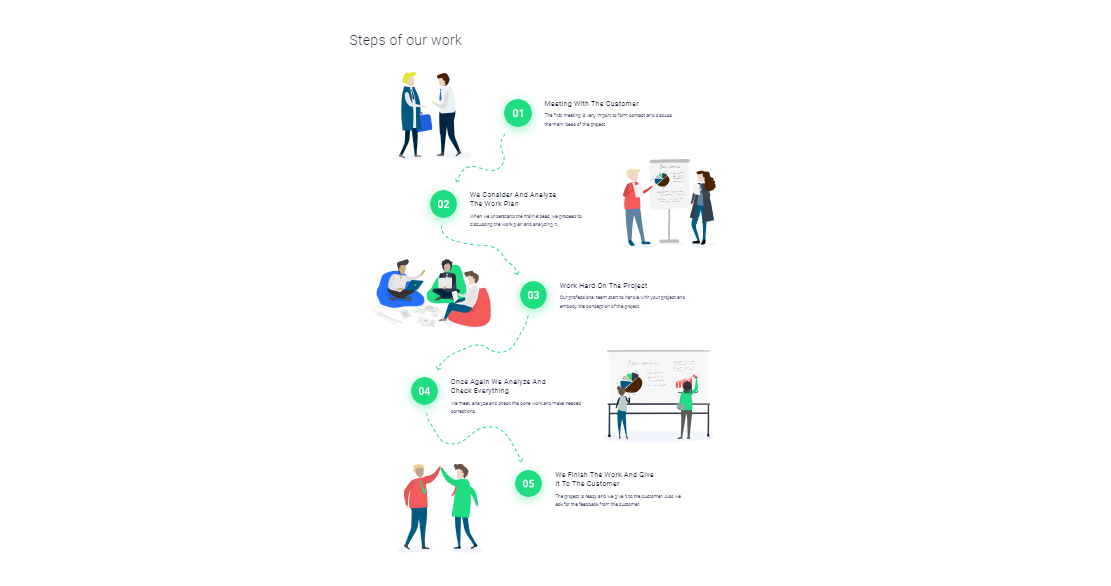 Steps of our work
01
Meeting With The Customer
The first meeting is very import to form contact and discuss
the main ideas of the project.
02
We Consider And Analyze
The Work Plan
When we understand the main eldeas, we proceed to
discussing the work plan and analyzing it.
03
Work Hard On The Project
Our professional team start to handle with your project and
embody the conception of the project.
04
Once Again We Analyze And
Check Everything
We meet, analyze and check the done work and make needed
corrections.
05
We Finish The Work And Give
It To The Customer
The project is ready and we give it to the customer. Also we
ask for the feedback from the customer.